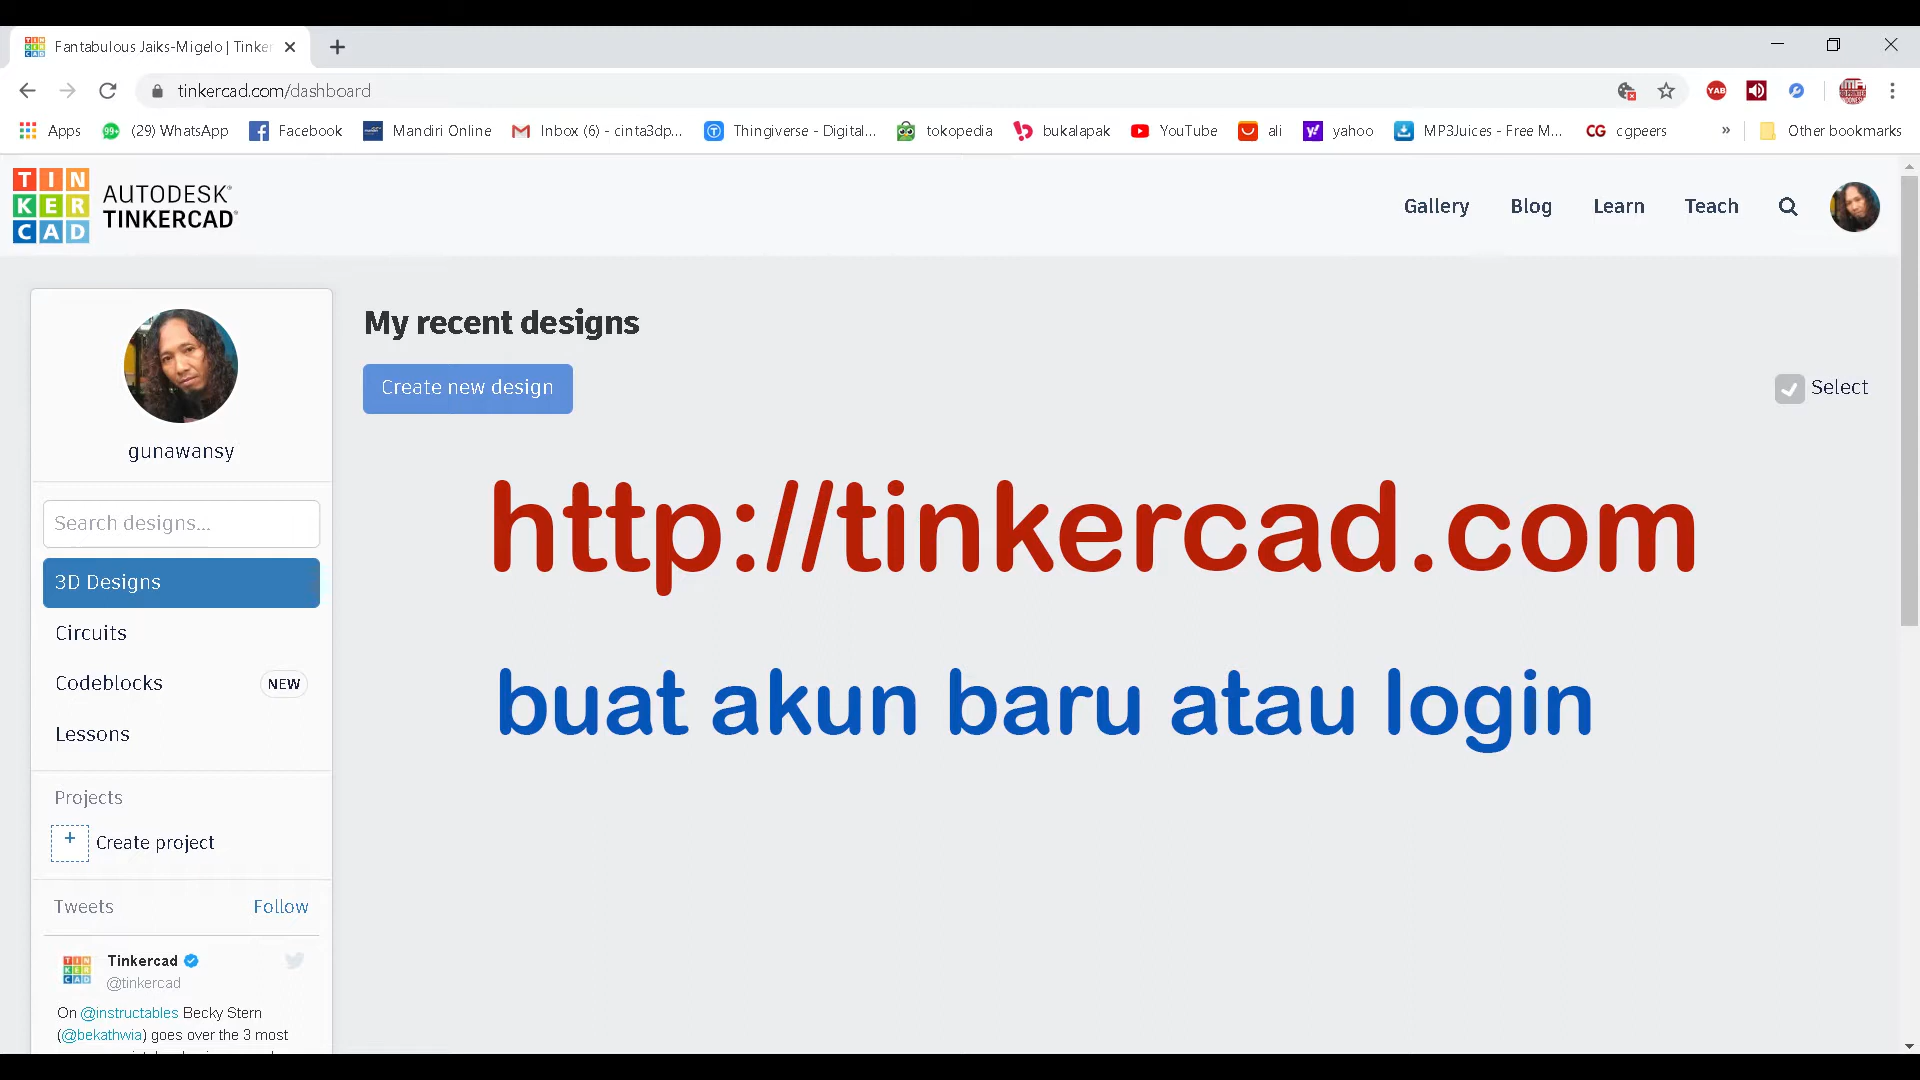 Fantabulous Jaiks-Migelo | Tinker
tinkercad.com/dashboard
YAB
Apps
99+
(29) WhatsApp
Facebook
Mandiri Online
Inbox (6) - cinta3dp...
Thingiverse - Digital...
tokopedia
bukalapak
YouTube
ali
yahoo
MP3Juices - Free M...
CG
cgpeers
»
Other bookmarks
TIN
KER
CAD
AUTODESK®
TINKERCAD®
Gallery
Blog
Learn
Teach
gunawansy
Search designs...
3D Designs
Circuits
Codeblocks
NEW
Lessons
Projects
+ Create project
Tweets
Follow
Tinkercad
@tinkercad
On @instructables Becky Stern
(@bekathwia) goes over the 3 most
My recent designs
Create new design
Select
http://tinkercad.com
buat akun baru atau login